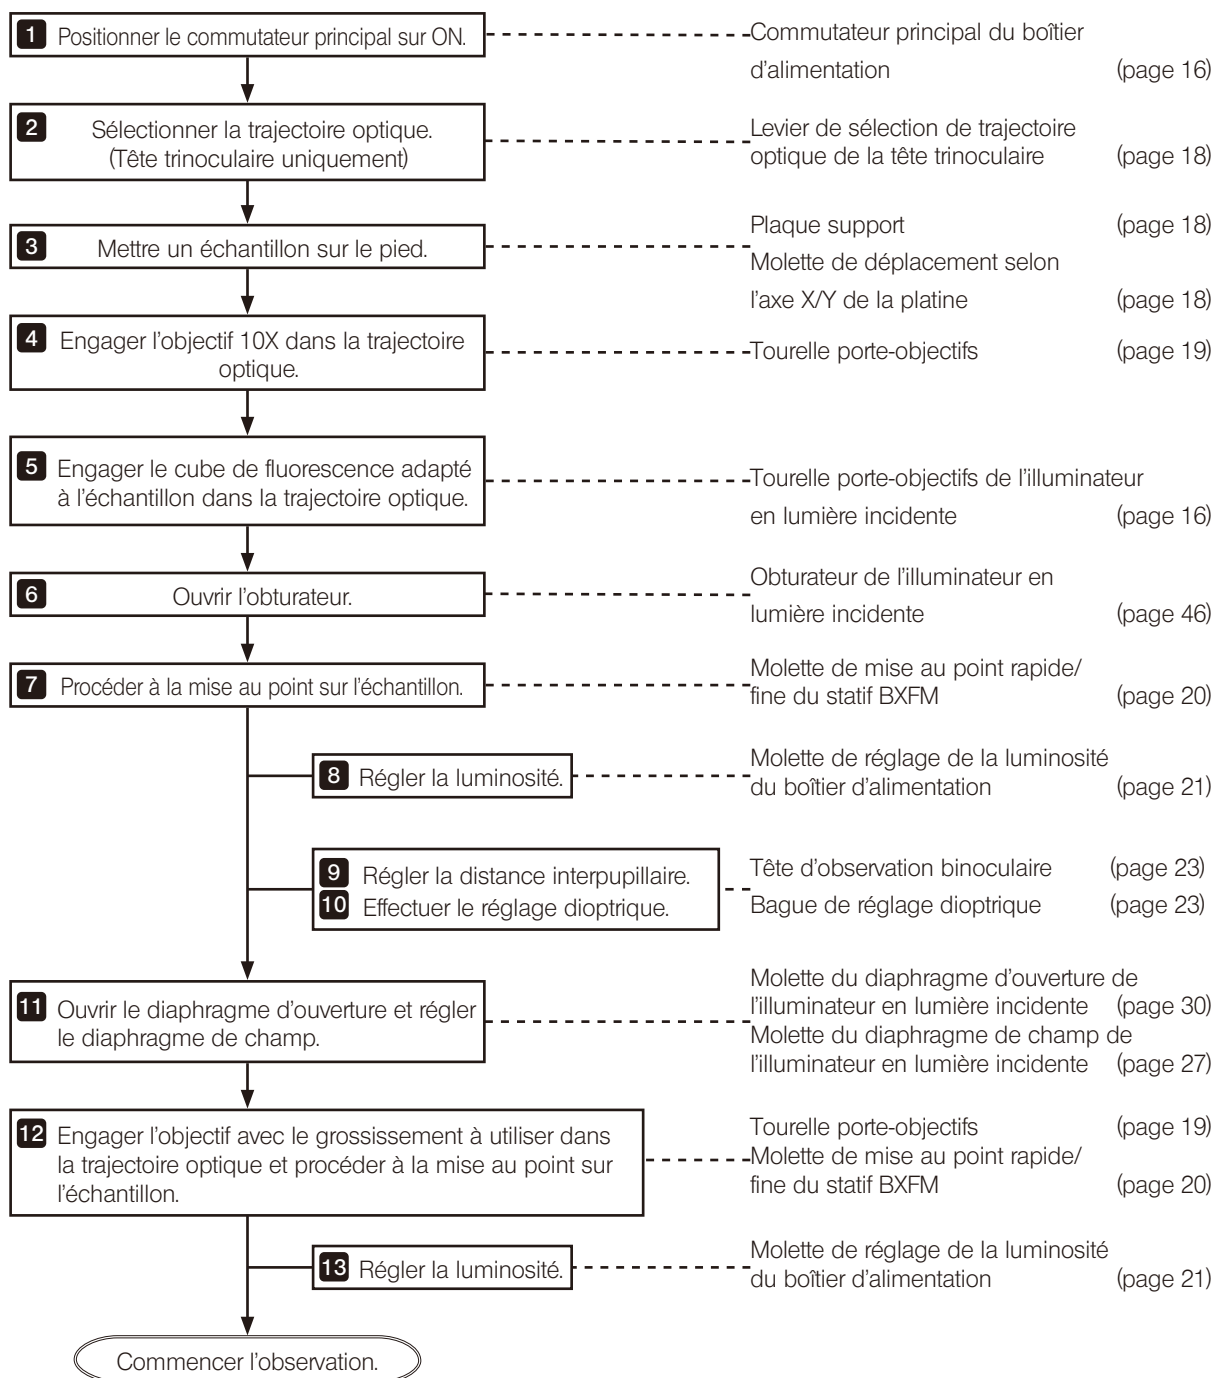 1 Positionner le commutateur principal sur ON.
Commutateur principal du boîtier
d'alimentation (page 16)
2 Sélectionner la trajectoire optique.
(Tête trinoculaire uniquement)
Levier de sélection de trajectoire
optique de la tête trinoculaire (page 18)
3 Mettre un échantillon sur le pied.
Plaque support (page 18)
Molette de déplacement selon
l'axe X/Y de la platine (page 18)
4 Engager l'objectif 10X dans la trajectoire
optique.
Tourelle porte-objectifs (page 19)
5 Engager le cube de fluorescence adapté
à l'échantillon dans la trajectoire optique.
Tourelle porte-objectifs de l'illuminateur
en lumière incidente (page 16)
6 Ouvrir l'obturateur.
Obturateur de l'illuminateur en
lumière incidente (page 46)
7 Procéder à la mise au point sur l'échantillon.
Molette de mise au point rapide/
fine du statif BXFM (page 20)
8 Régler la luminosité.
Molette de réglage de la luminosité
du boîtier d'alimentation (page 21)
9 Régler la distance interpupillaire.
10 Effectuer le réglage dioptrique.
Tête d'observation binoculaire (page 23)
Bague de réglage dioptrique (page 23)
11 Ouvrir le diaphragme d'ouverture et régler
le diaphragme de champ.
Molette du diaphragme d'ouverture de
l'illuminateur en lumière incidente (page 30)
Molette du diaphragme de champ de
l'illuminateur en lumière incidente (page 27)
12 Engager l'objectif avec le grossissement à utiliser dans
la trajectoire optique et procéder à la mise au point sur
l'échantillon.
Tourelle porte-objectifs (page 19)
Molette de mise au point rapide/
fine du statif BXFM (page 20)
13 Régler la luminosité.
Molette de réglage de la luminosité
du boîtier d'alimentation (page 21)
Commencer l'observation.